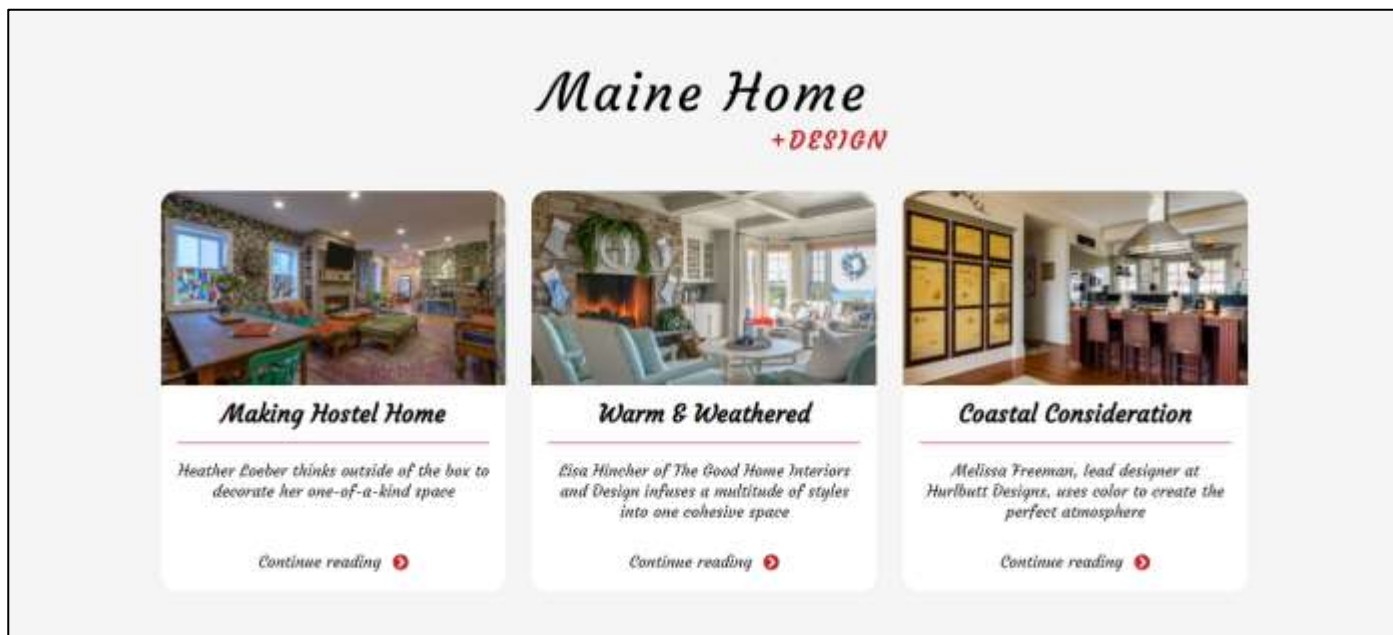 Maine Home
+DESIGN
Making Hostel Home
Heather Loeber thinks outside of the box to
decorate her one-of-a-kind space
Continue reading
Warm & Weathered
Lisa Hincher of The Good Home Interiors
and Design infuses a multitude of styles
into one cohesive space
Continue reading
Coastal Consideration
Melissa Freeman, lead designer at
Hurlbutt Designs, uses color to create the
perfect atmosphere
Continue reading